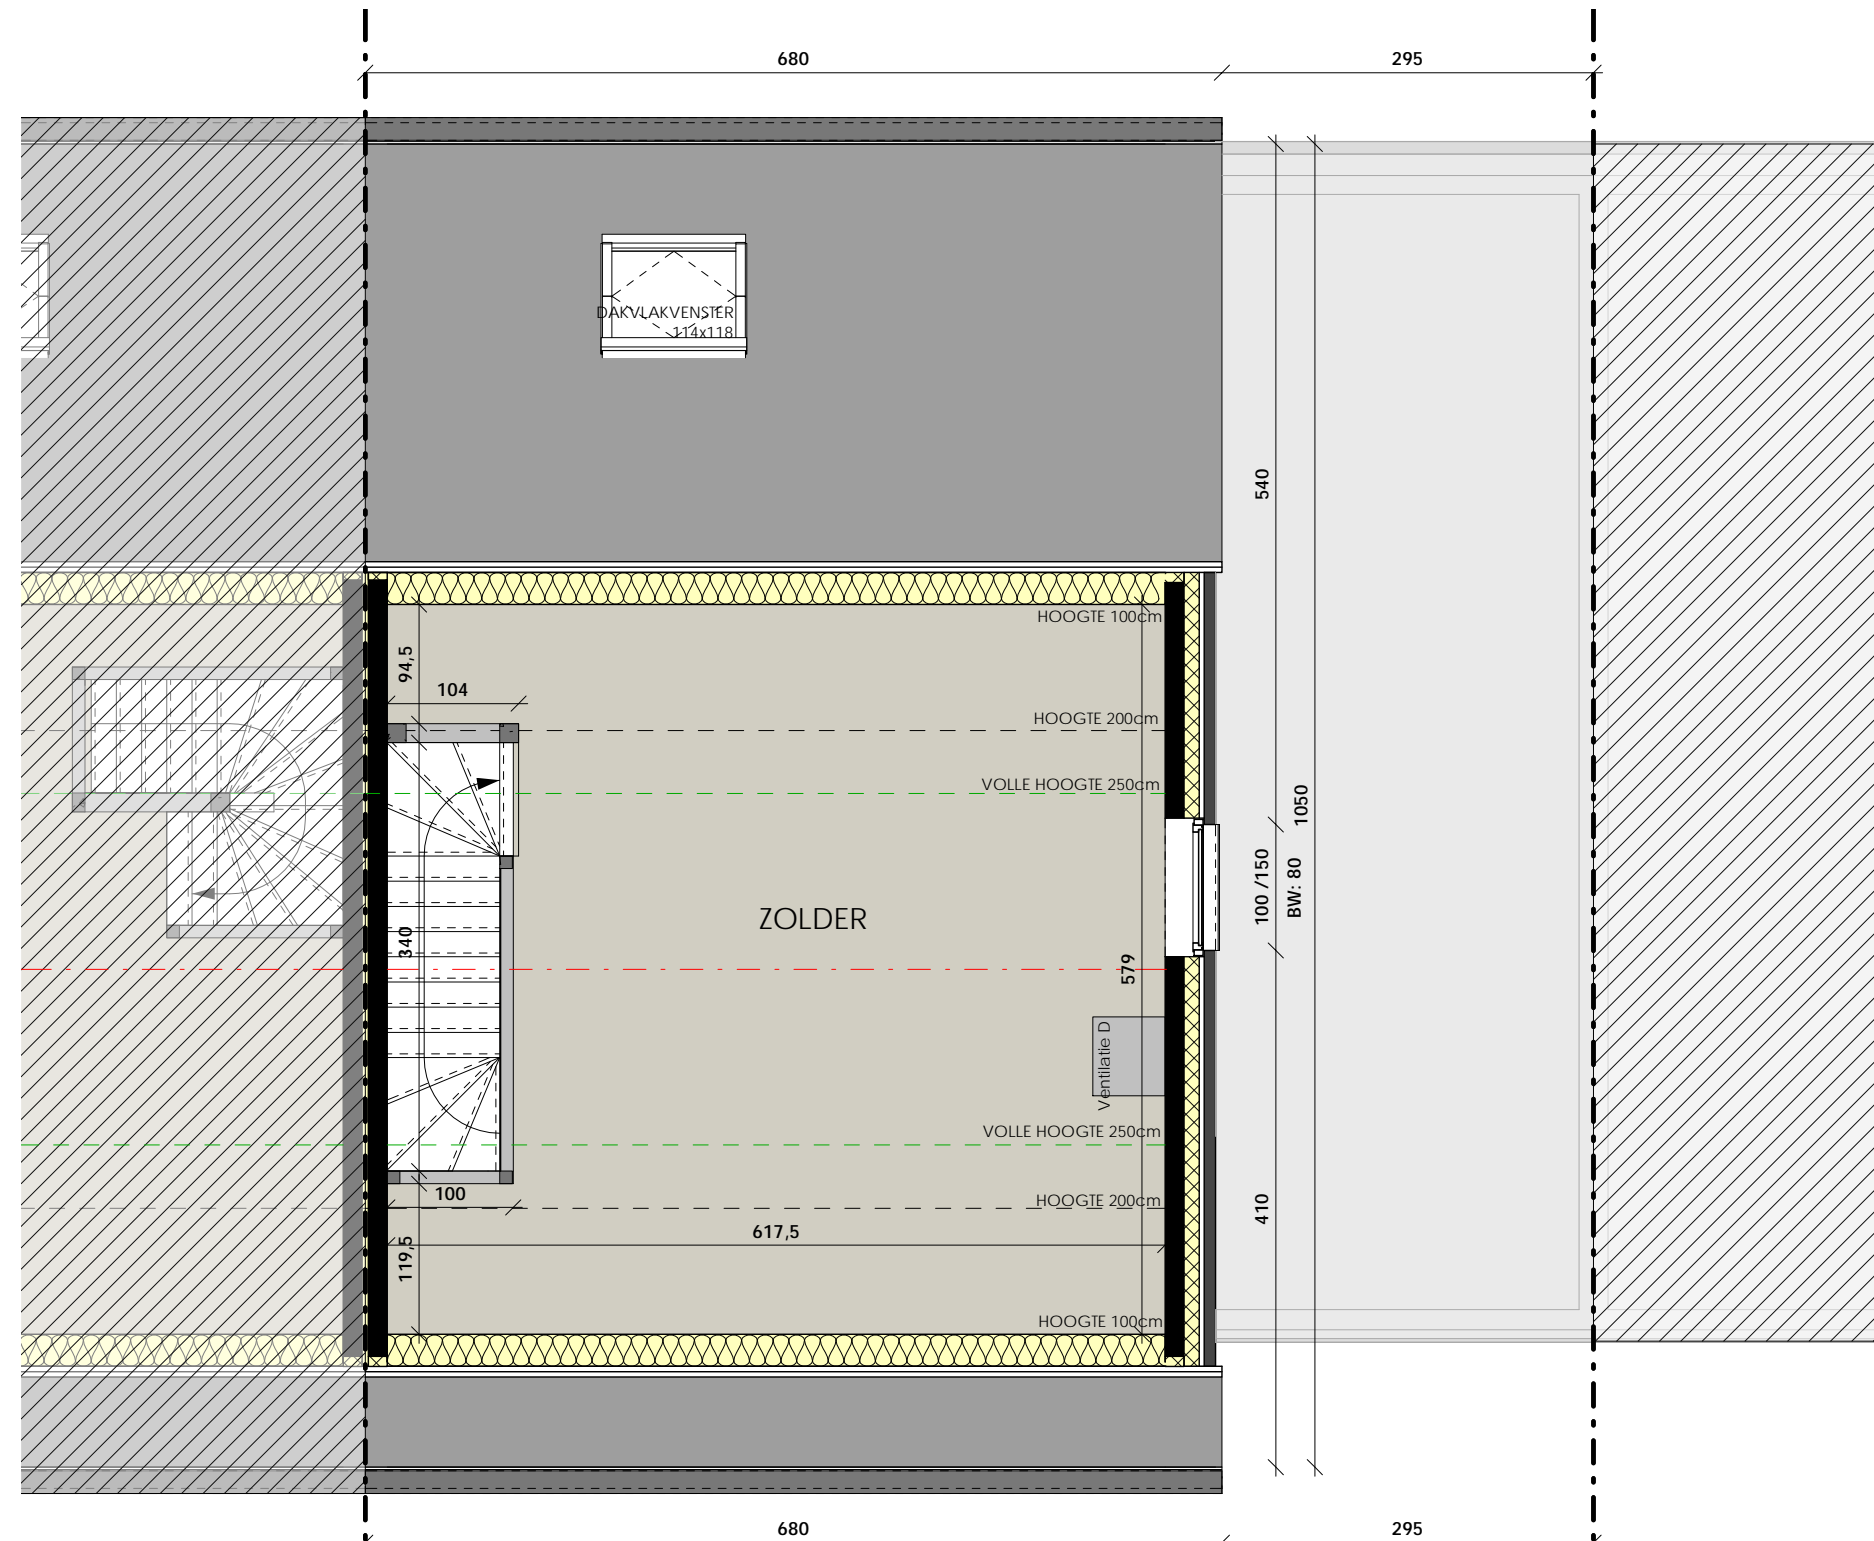 680
295
DAKVLAKVENSTER
114x118
540
HOOGTE 100cm
94,5
104
HOOGTE 200cm
VOLLE HOOGTE 250cm
1050
100 /150
BW: 80
ZOLDER
340
579
Ventilatie D
VOLLE HOOGTE 250cm
100
HOOGTE 200cm
410
617,5
119,5
HOOGTE 100cm
680
295